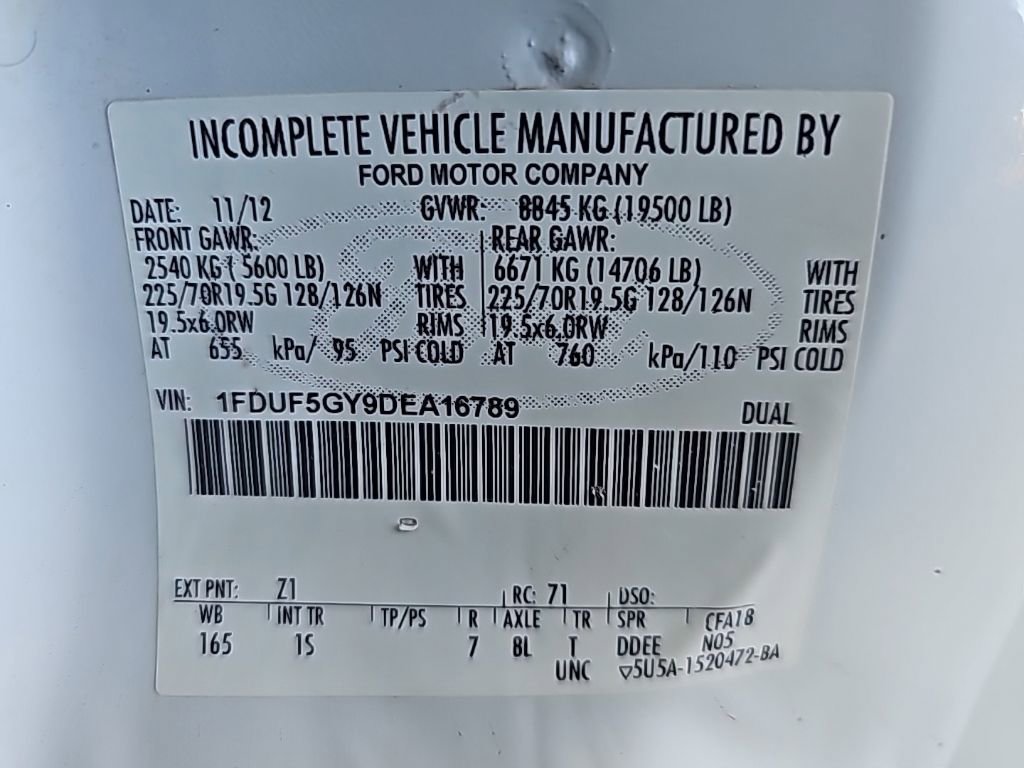 INCOMPLETE VEHICLE MANUFACTURED BY
FORD MOTOR COMPANY
DATE: 11/12 GVWR: 8845 KG (19500 LB)
FRONT GAWR: REAR GAWR:
2540 KG ( 5600 LB) WITH 6671 KG (14706 LB) WITH
225/70R19.5G 128/126N TIRES 225/70R19.5G 128/126N TIRES
19.5x6.0RW RIMS 19.5x6.0RW RIMS
AT 655 kPa/ 95 PSI COLD AT 760 kPa/110 PSI COLD
VIN: 1FDUF5GY9DEA16789 DUAL
EXT PNT: Z1 RC: 71 DSO:
WB INT TR TP/PS R AXLE TR SPR CFA18
165 1S 7 8L T DDEE N05
UNC ▽5U5A-1520472-BA